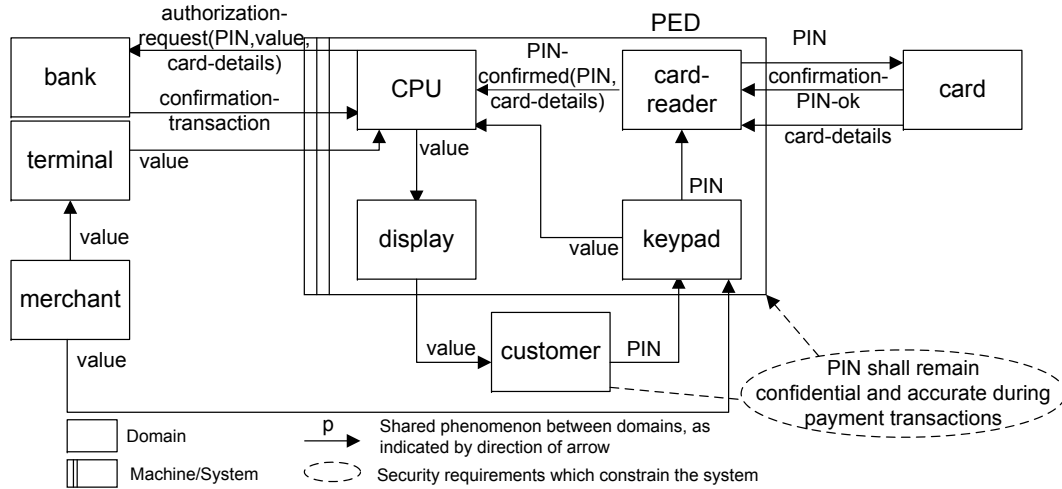 authorization-
request(PIN,value,
card-details)
PED
PIN
bank
CPU
PIN-
confirmed(PIN,
card-details)
card-
reader
confirmation-
PIN-ok
card
confirmation-
transaction
card-details
terminal
value
value
PIN
display
keypad
value
value
merchant
value
value
customer
PIN
PIN shall remain
confidential and accurate during
payment transactions
Domain
p
Shared phenomenon between domains, as
indicated by direction of arrow
Machine/System
Security requirements which constrain the system